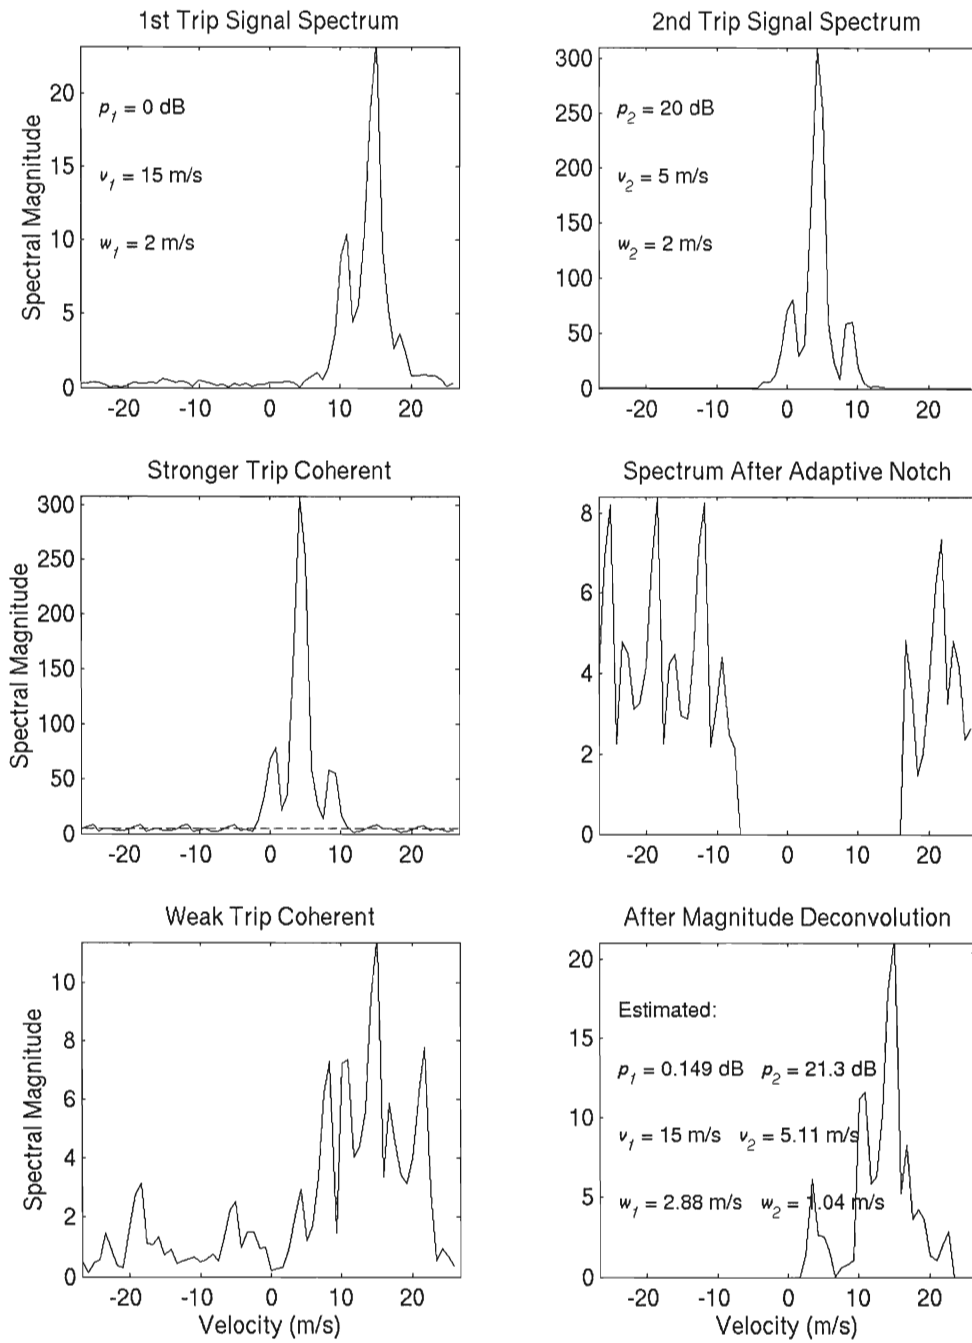 1st Trip Signal Spectrum
Spectral Magnitude
20
15
10
5
0
p1 = 0 dB
v1 = 15 m/s
w1 = 2 m/s
-20 -10 0 10 20
2nd Trip Signal Spectrum
300
250
200
150
100
50
0
p2 = 20 dB
v2 = 5 m/s
w2 = 2 m/s
-20 -10 0 10 20
Stronger Trip Coherent
Spectral Magnitude
300
250
200
150
100
50
0
-20 -10 0 10 20
Spectrum After Adaptive Notch
8
6
4
2
0
-20 -10 0 10 20
Weak Trip Coherent
Spectral Magnitude
10
8
6
4
2
0
-20 -10 0 10 20
Velocity (m/s)
After Magnitude Deconvolution
20
15
10
5
0
Estimated:
p1 = 0.149 dB p2 = 21.3 dB
v1 = 15 m/s v2 = 5.11 m/s
w1 = 2.88 m/s w2 = 1.04 m/s
-20 -10 0 10 20
Velocity (m/s)